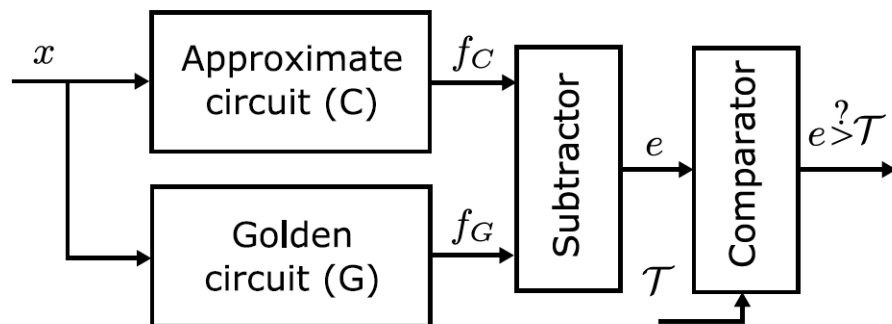 x
Approximate
circuit (C)
f_C
Golden
circuit (G)
f_G
Subtractor
e
Comparator
𝒯
e >? 𝒯